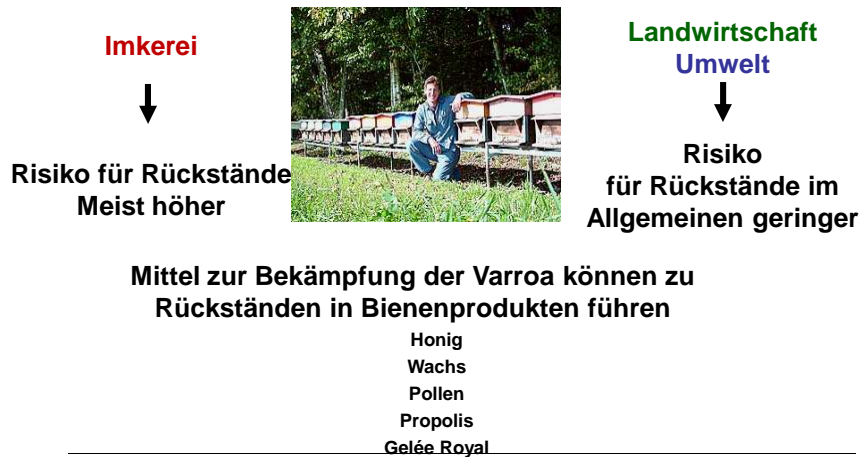 Imkerei
Risiko für Rückstände
Meist höher
Landwirtschaft
Umwelt
Risiko
für Rückstände im
Allgemeinen geringer
Mittel zur Bekämpfung der Varroa können zu
Rückständen in Bienenprodukten führen
Honig
Wachs
Pollen
Propolis
Gelée Royal